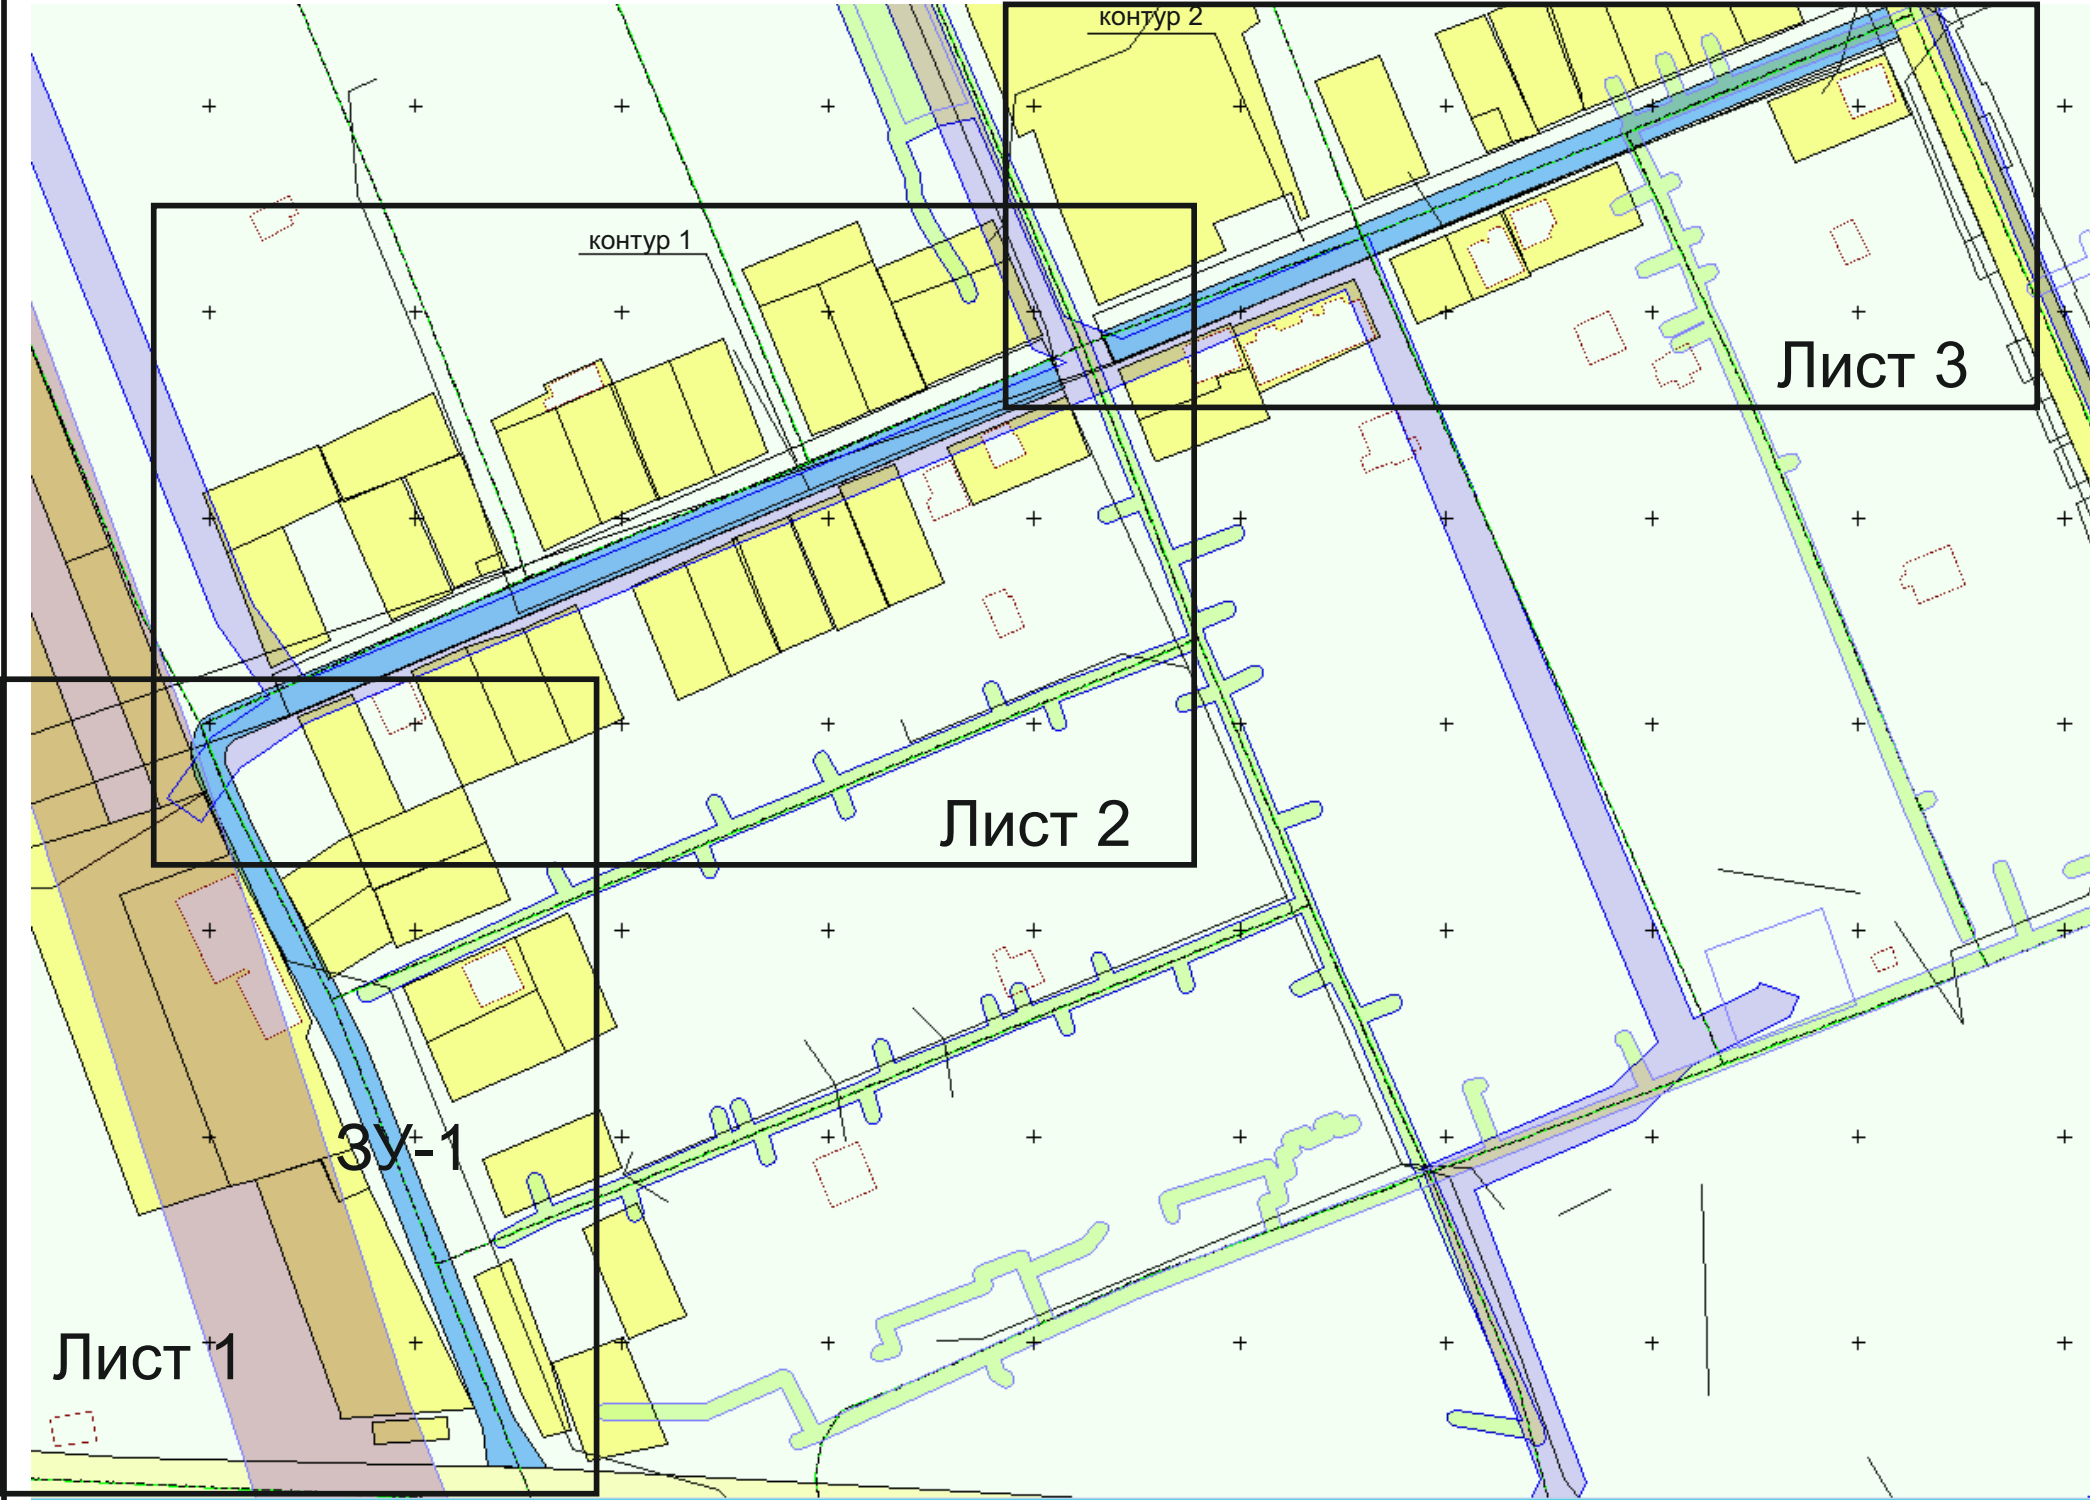 контур 2
контур 1
Лист 3
Лист 2
ЗУ-1
Лист 1